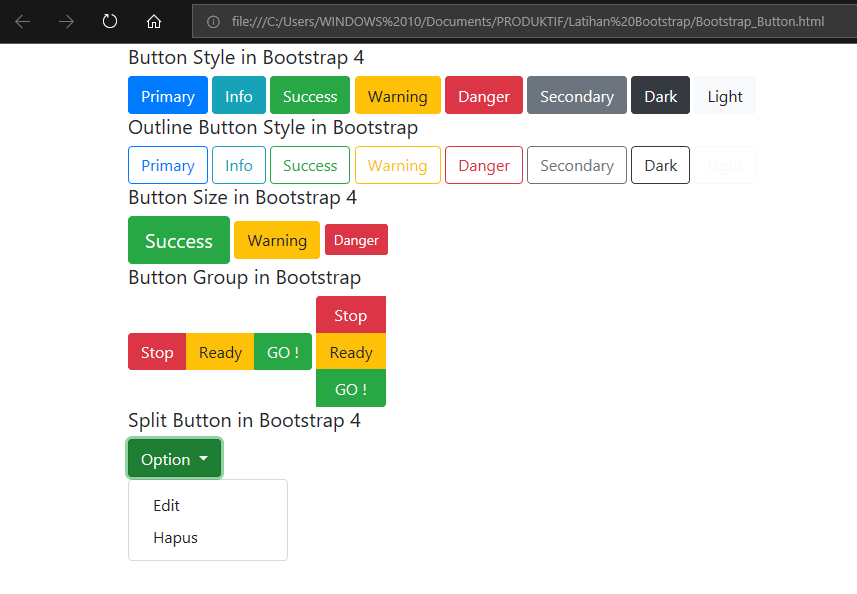 file:///C:/Users/WINDOWS%2010/Documents/PRODUKTIF/Latihan%20Bootstrap/Bootstrap_Button.html
Button Style in Bootstrap 4
Primary Info Success Warning Danger Secondary Dark Light
Outline Button Style in Bootstrap
Primary Info Success Warning Danger Secondary Dark Light
Button Size in Bootstrap 4
Success Warning Danger
Button Group in Bootstrap
Stop
Stop Ready GO ! Ready
GO !
Split Button in Bootstrap 4
Option
Edit
Hapus